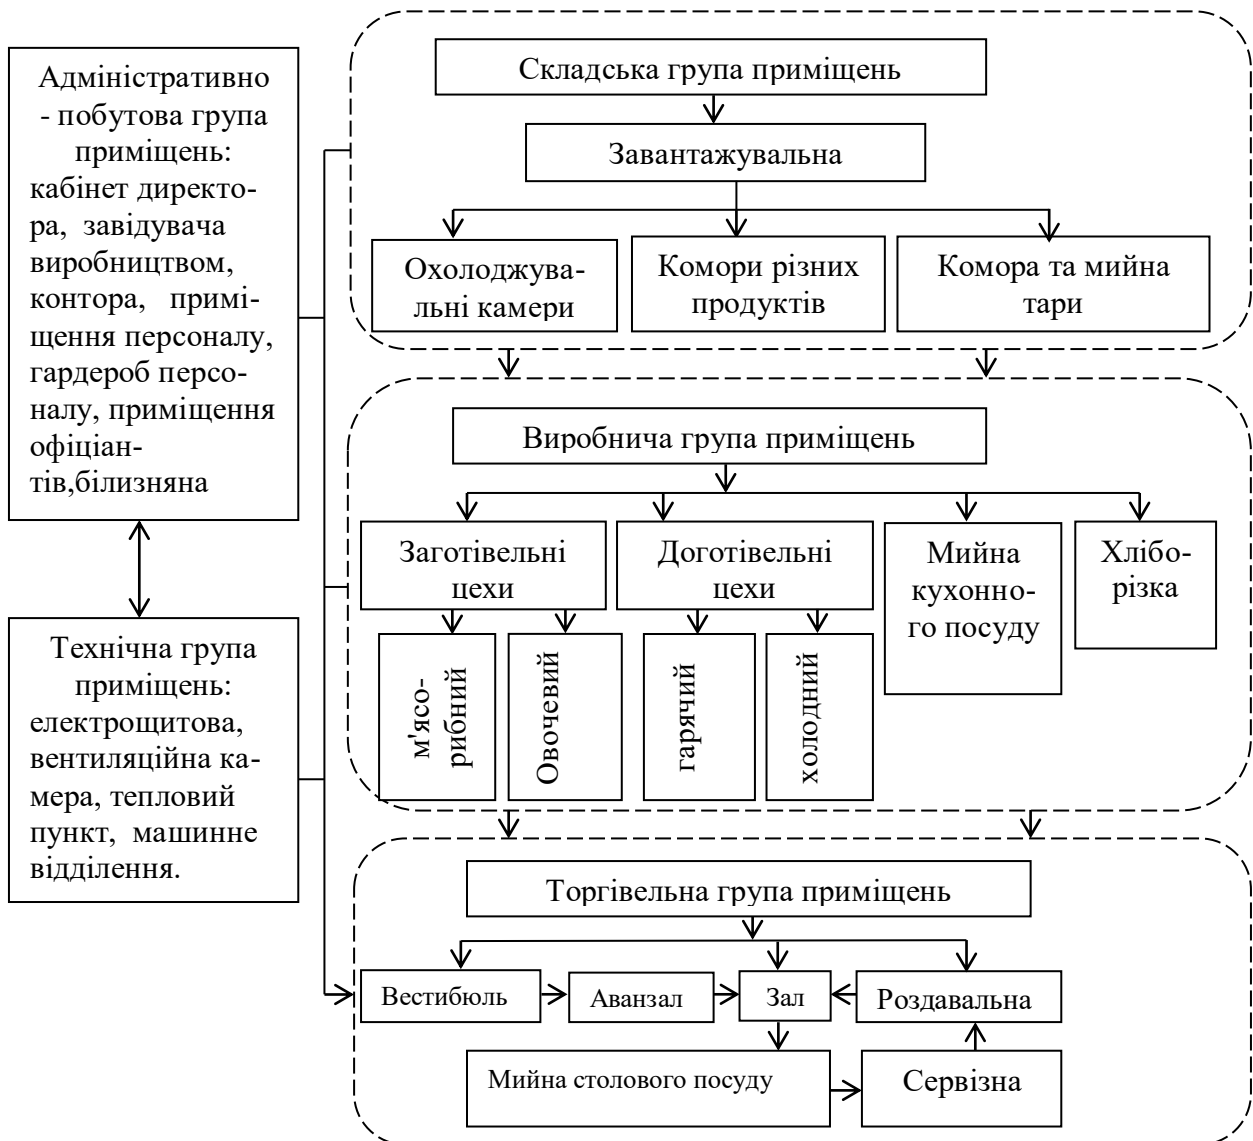 Адміністративно
- побутова група
приміщень:
кабінет директо-
ра, завідувача
виробництвом,
контора, примі-
щення персоналу,
гардероб персо-
налу, приміщення
офіціан-
тів,білизняна
Технічна група
приміщень:
електрощитова,
вентиляційна ка-
мера, тепловий
пункт, машинне
відділення.
Складська група приміщень
Завантажувальна
Охолоджува-
льні камери
Комори різних
продуктів
Комора та мийна
тари
Виробнича група приміщень
Заготівельні
цехи
Доготівельні
цехи
Мийна
кухонно-
го посуду
Хлібо-
різка
м'ясо-
рибний
Овочевий
гарячий
холодний
Торгівельна група приміщень
Вестибюль
Аванзал
Зал
Роздавальна
Мийна столового посуду
Сервізна